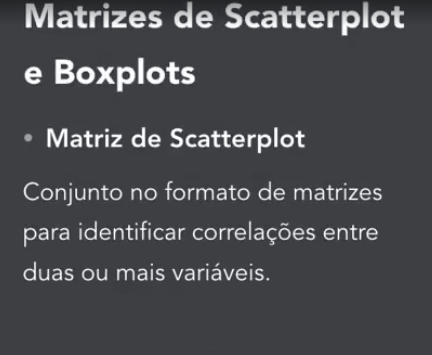 Matrizes de Scatterplot
e Boxplots
• Matriz de Scatterplot
Conjunto no formato de matrizes
para identificar correlações entre
duas ou mais variáveis.